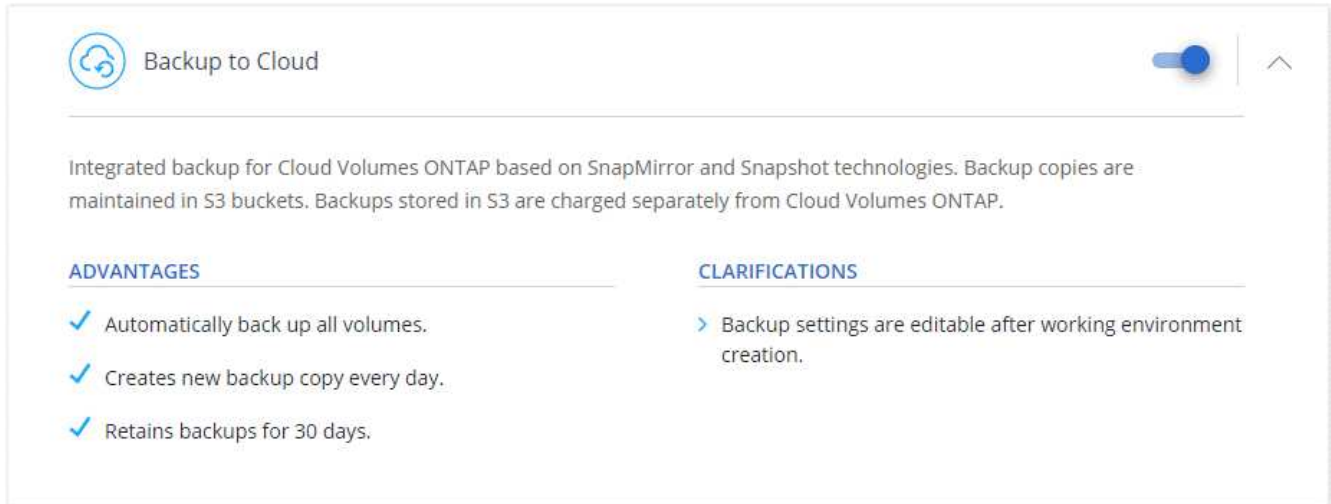 Backup to Cloud
Integrated backup for Cloud Volumes ONTAP based on SnapMirror and Snapshot technologies. Backup copies are
maintained in S3 buckets. Backups stored in S3 are charged separately from Cloud Volumes ONTAP.
ADVANTAGES
Automatically back up all volumes.
Creates new backup copy every day.
Retains backups for 30 days.
CLARIFICATIONS
Backup settings are editable after working environment
creation.